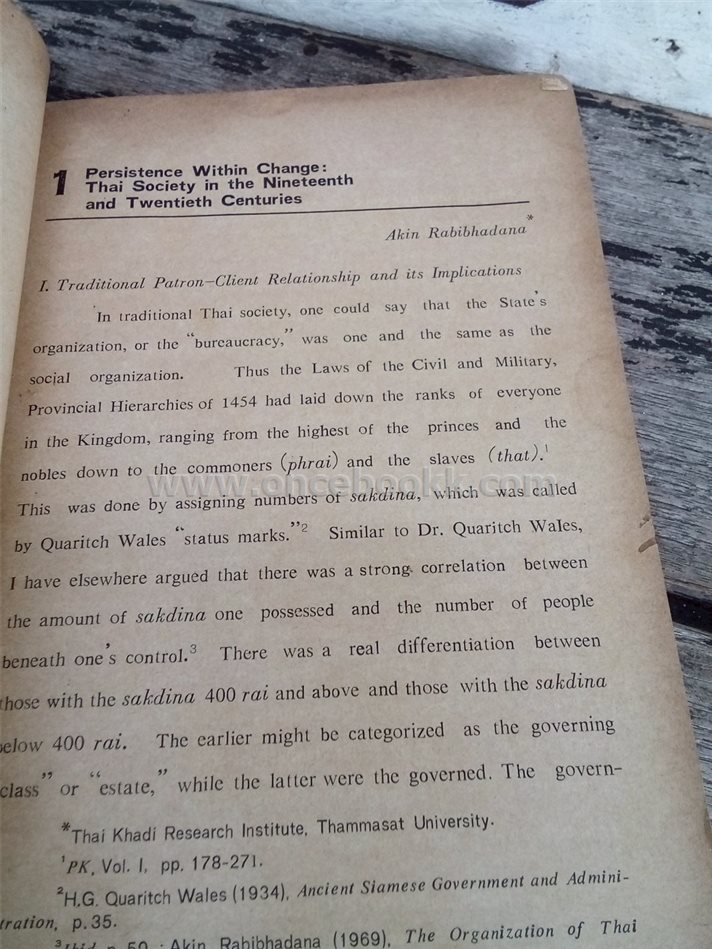 1 Persistence Within Change:
Thai Society in the Nineteenth
and Twentieth Centuries
Akin Rabibhadana*
I. Traditional Patron-Client Relationship and its Implications
In traditional Thai society, one could say that the State's
organization, or the "bureaucracy," was one and the same as the
social organization. Thus the Laws of the Civil and Military,
Provincial Hierarchies of 1454 had laid down the ranks of everyone
in the Kingdom, ranging from the highest of the princes and the
nobles down to the commoners (phrai) and the slaves (that).¹
This was done by assigning numbers of sakdina, which was called
by Quaritch Wales "status marks."² Similar to Dr. Quaritch Wales,
I have elsewhere argued that there was a strong correlation between
the amount of sakdina one possessed and the number of people
beneath one's control.³ There was a real differentiation between
those with the sakdina 400 rai and above and those with the sakdina
below 400 rai. The earlier might be categorized as the governing
class" or "estate," while the latter were the governed. The govern-
*Thai Khadi Research Institute, Thammasat University.
¹PK, Vol. I, pp. 178-271.
²H.G. Quaritch Wales (1934), Ancient Siamese Government and Admini-
tration, p.35.
³Ibid p. 50 ; Akin Rabibhadana (1969), The Organization of Thai